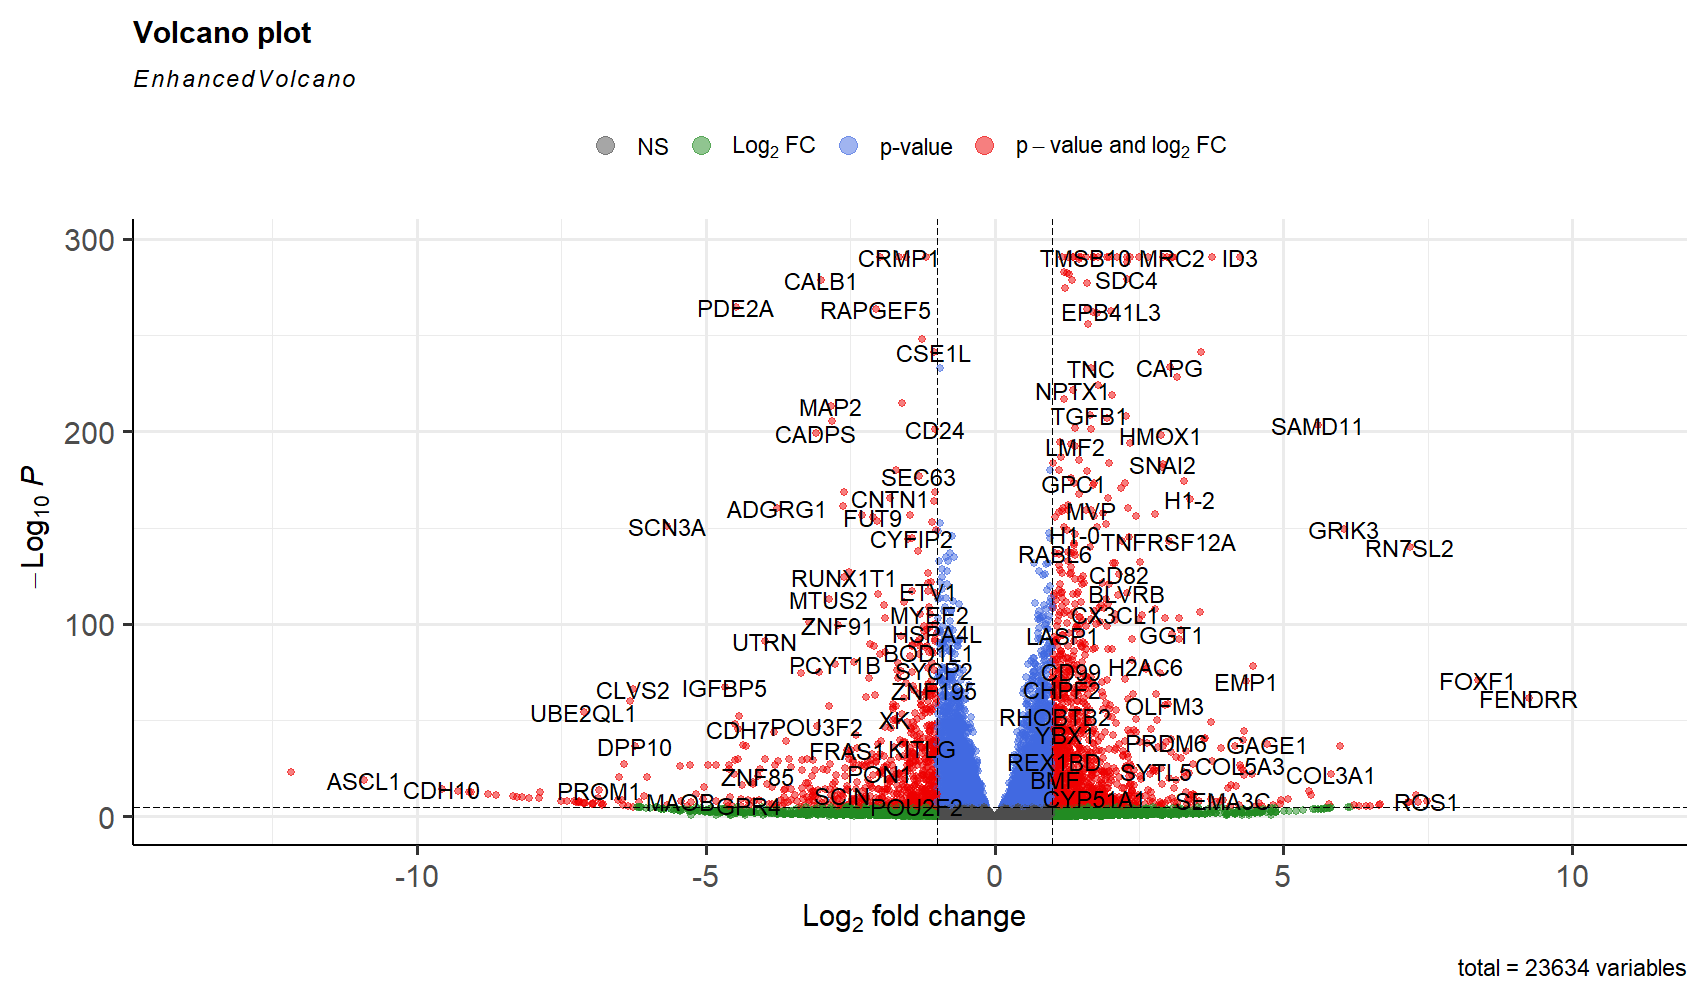 Volcano plot
EnhancedVolcano
NS Log2 FC p-value p – value and log2 FC
300
200
100
0
−Log10 P
CRMP1 TMSB10 MRC2 ID3
CALB1 SDC4
PDE2A RAPGEF5 EPB41L3
CSE1L
TNC CAPG
NPTX1
MAP2 TGFB1
SAMD11
CADPS CD24 HMOX1
LMF2
SNAI2
SEC63
GPC1
CNTN1 H1-2
ADGRG1 MVP
FUT9
SCN3A GRIK3
CYFIP2 H1-0 TNFRSF12A
RN7SL2
RABL6
RUNX1T1 CD82
ETV1 BLVRB
MTUS2
MYEF2 CX3CL1
ZNF91
HSPA4L LASP1 GGT1
UTRN
BOD1L1
PCYT1B H2AC6
SYCP2 CD99
EMP1 FOXF1
IGFBP5 CLVS2 ZNF195 CHPF2
FENDRR
OLFM3
UBE2QL1
XK RHOBTB2
CDH7 POU3F2
YBX1 PRDM6 GAGE1
DPP10
FRAS1 KITLG
REX1BD COL5A3
PON1 SYTL5 COL3A1
ZNF85
ASCL1 BMF
CDH10 PROM1
SCIN CYP51A1 SEMA3C ROS1
MAOB GPR4 POU2F2
-10 -5 0 5 10
Log2 fold change
total = 23634 variables